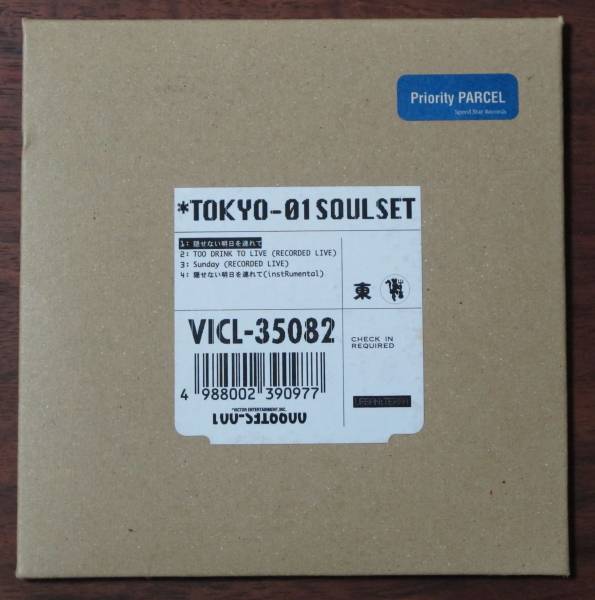 Priority PARCEL
Speed Star Records
*TOKYO-01SOULSET
1: 隠せない明日を連れて
2: TOO DRINK TO LIVE (RECORDED LIVE)
3: Sunday (RECORDED LIVE)
4: 隠せない明日を連れて(instRumental)
東
VICL-35082
CHECK IN
REQUIRED
4 988002 390977
URBANLETERAR
*VICTOR ENTERTAINMENT,INC.